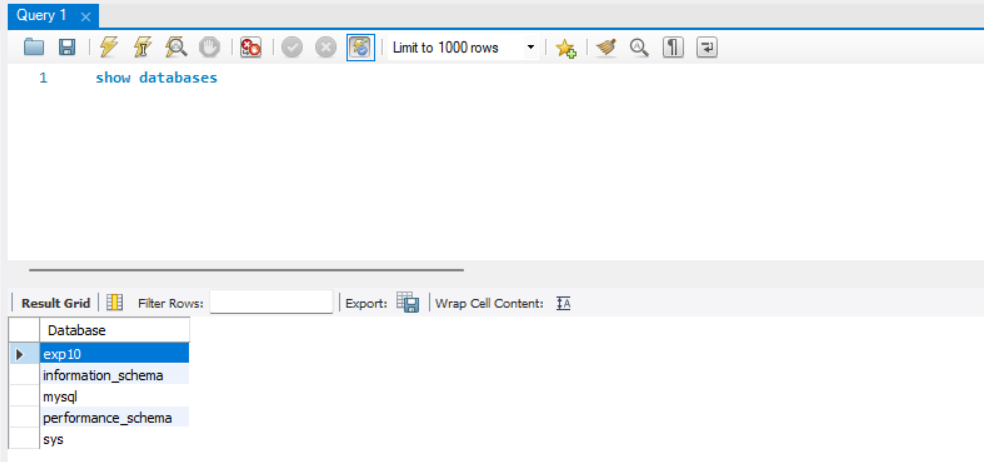 Query 1
Limit to 1000 rows
1 show databases
Result Grid Filter Rows: Export: Wrap Cell Content:
Database
exp10
information_schema
mysql
performance_schema
sys